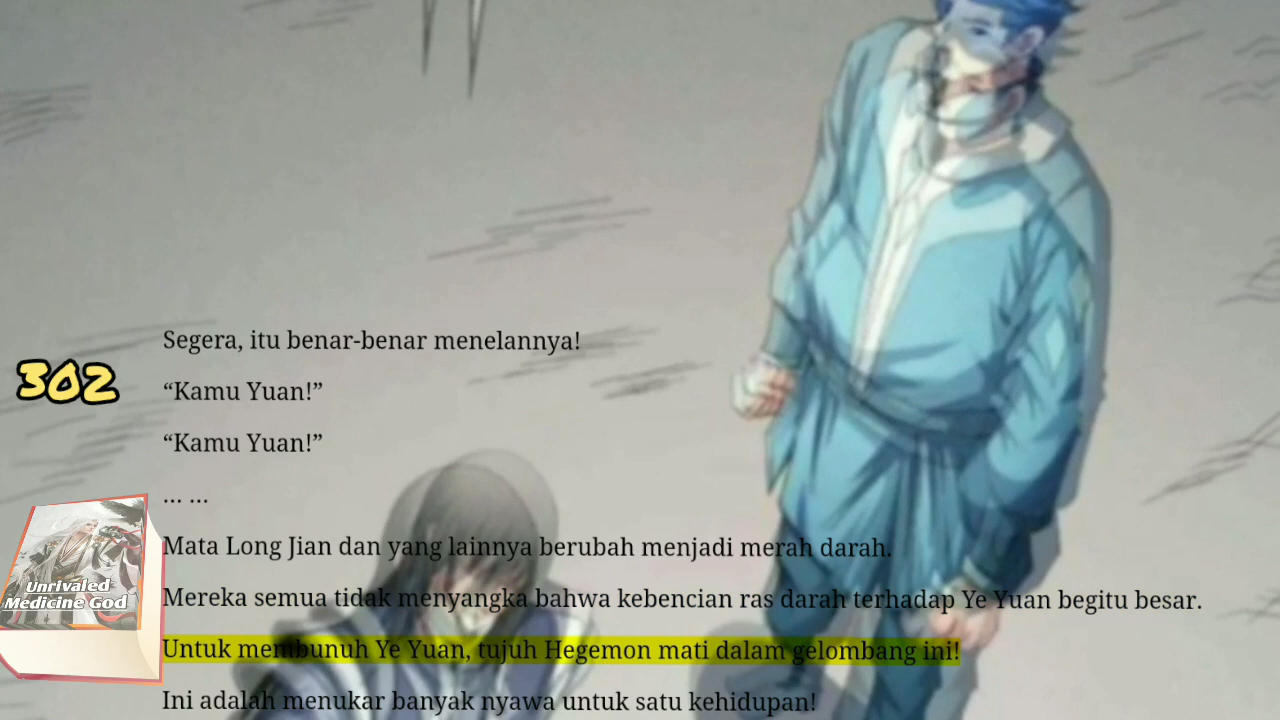 Segera, itu benar-benar menelannya!
302
“Kamu Yuan!”
“Kamu Yuan!”
... ...
Mata Long Jian dan yang lainnya berubah menjadi merah darah.
Unrivaled
Medicine God
Mereka semua tidak menyangka bahwa kebencian ras darah terhadap Ye Yuan begitu besar.
Untuk membunuh Ye Yuan, tujuh Hegemon mati dalam gelombang ini!
Ini adalah menukar banyak nyawa untuk satu kehidupan!